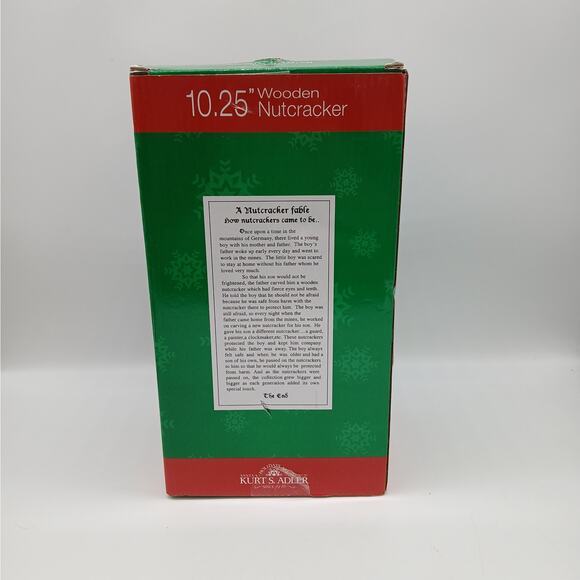 10.25" Wooden
Nutcracker
A Nutcracker fable
How nutcrackers came to be..
Once upon a time in the
mountains of Germany, there lived a young
boy with his mother and father. The boy's
father woke up early every day and went to
work in the mines. The little boy was scared
to stay at home without his father whom he
loved very much.
So that his son would not be
frightened, the father carved him a wooden
nutcracker which had fierce eyes and teeth.
He told the boy that he should not be afraid
because he was safe from harm with the
nutcracker there to protect him. The boy was
still afraid, so every night when the
father came home from the mines, he worked
on carving a new nutcracker for his son. He
gave his son a different nutcracker....a guard,
a painter,a clockmaker,etc. These nutcrackers
protected the boy and kept him company
while his father was away. The boy always
felt safe and when he was older and had a
son of his own, he passed on the nutcrackers
to him so that he would always be protected
from harm. And as the nutcrackers were
passed on, the collection grew bigger and
bigger as each generation added its own
special touch.
The End
KURT S. ADLER